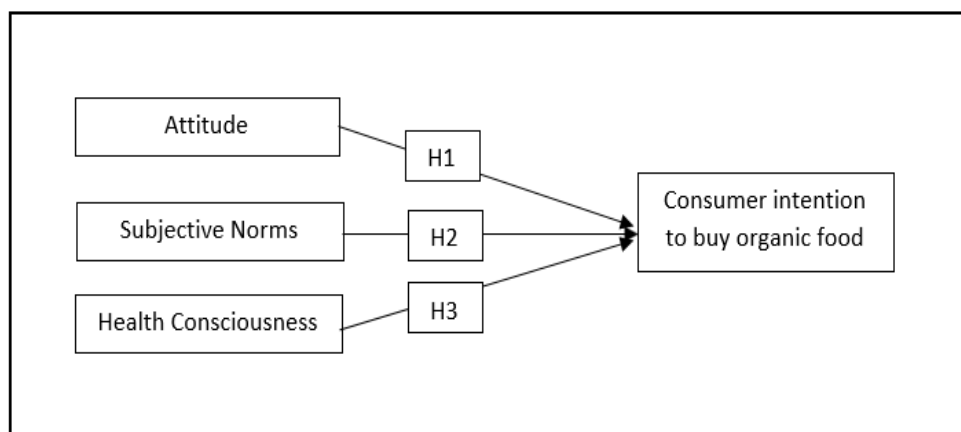 Attitude
H1
Subjective Norms
H2
Health Consciousness
H3
Consumer intention
to buy organic food